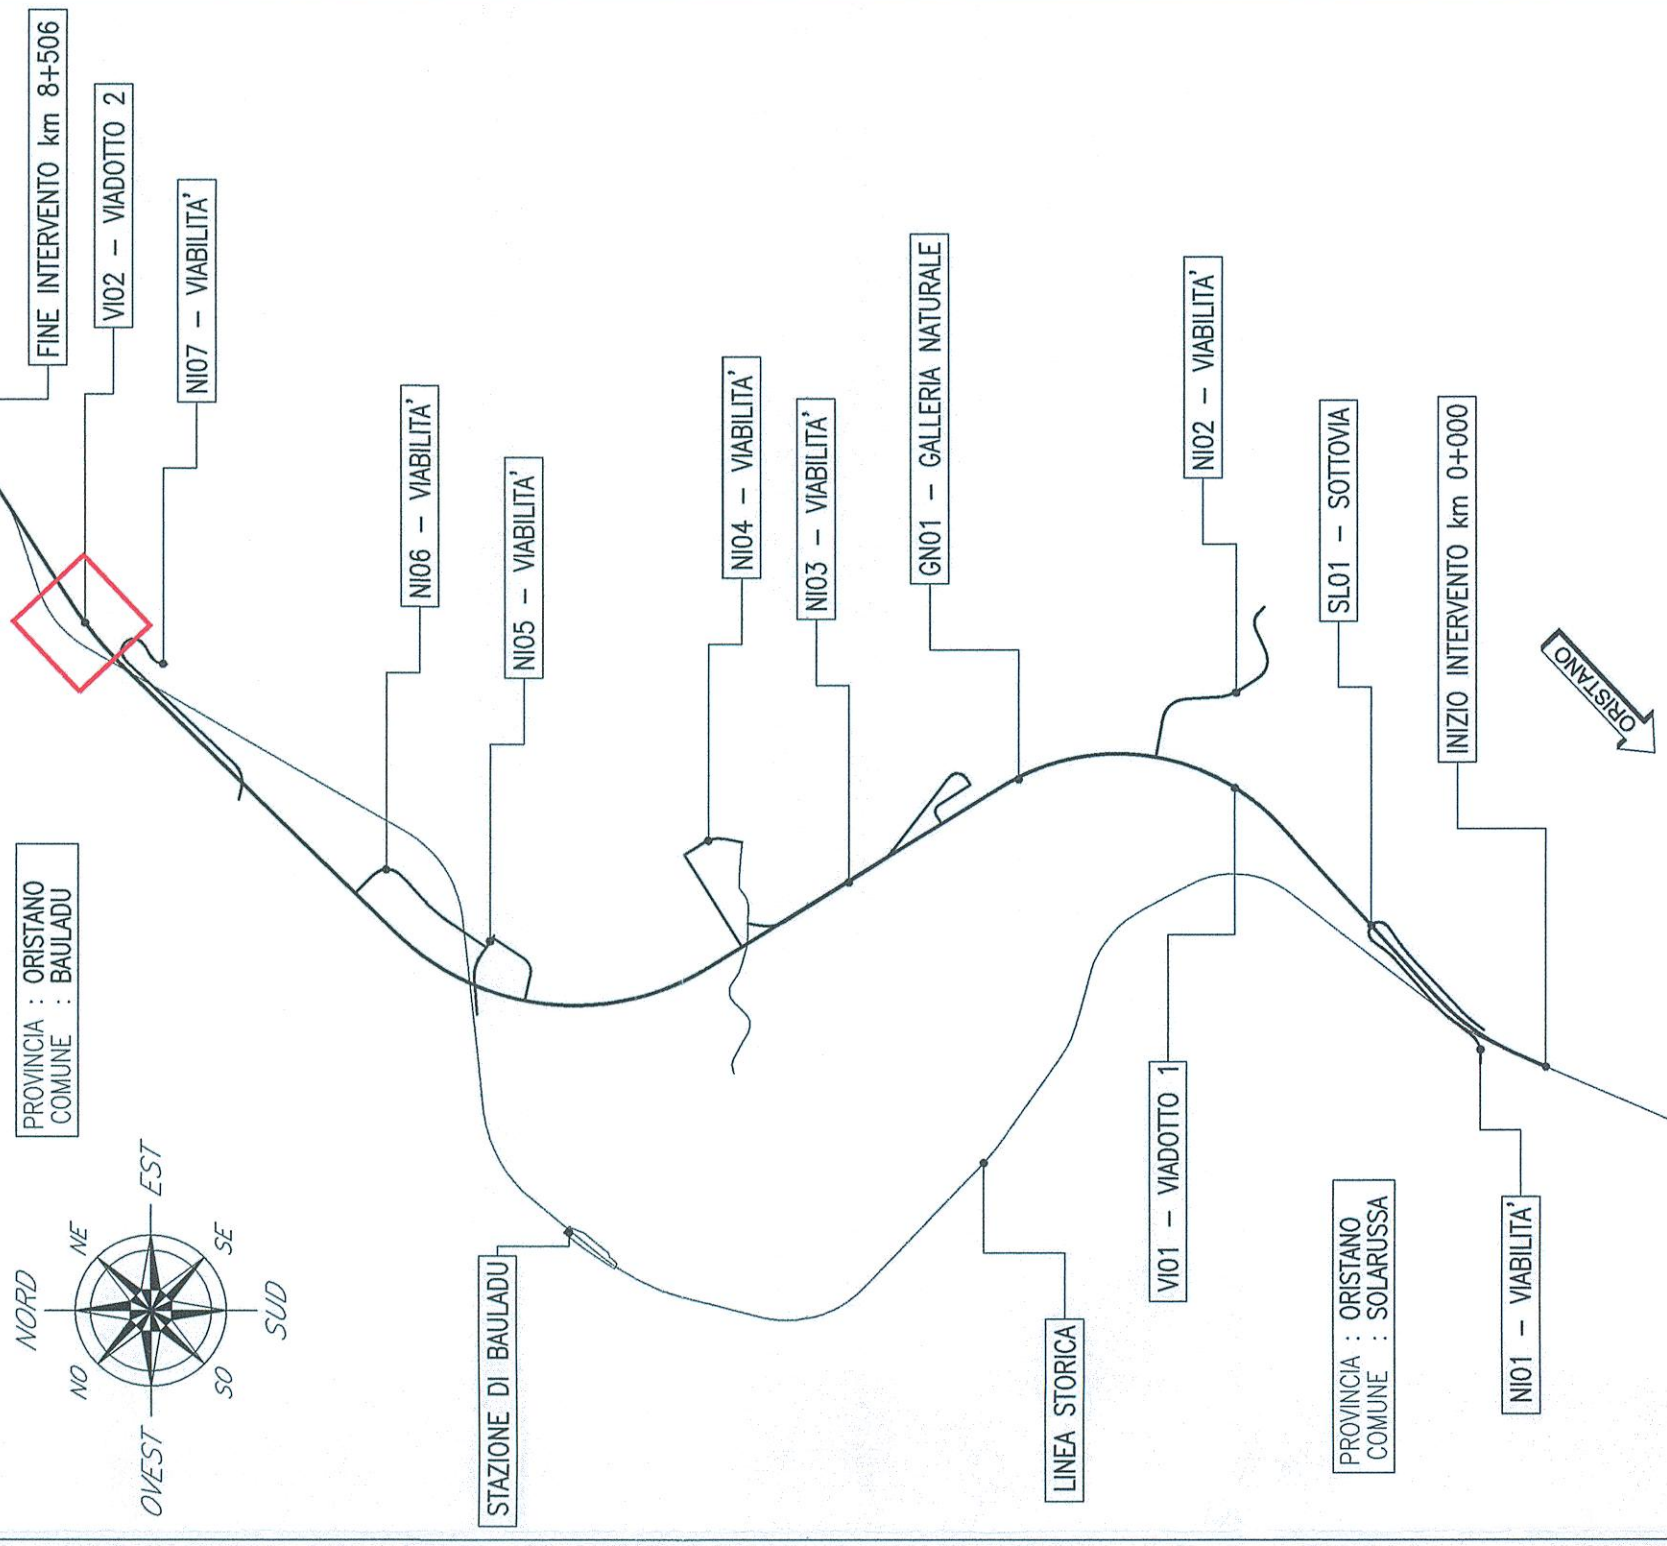 FINE INTERVENTO km 8+506
VI02 - VIADOTTO 2
NI07 - VIABILITA'
NI06 - VIABILITA'
NI05 - VIABILITA'
NI04 - VIABILITA'
NI03 - VIABILITA'
GN01 - GALLERIA NATURALE
NI02 - VIABILITA'
SL01 - SOTTOVIA
INIZIO INTERVENTO km 0+000
ORISTANO
PROVINCIA : ORISTANO
COMUNE : BAULADU
NORD
NE
EST
SE
SUD
SO
OVEST
NO
STAZIONE DI BAULADU
LINEA STORICA
VI01 - VIADOTTO 1
PROVINCIA : ORISTANO
COMUNE : SOLARUSSA
NI01 - VIABILITA'